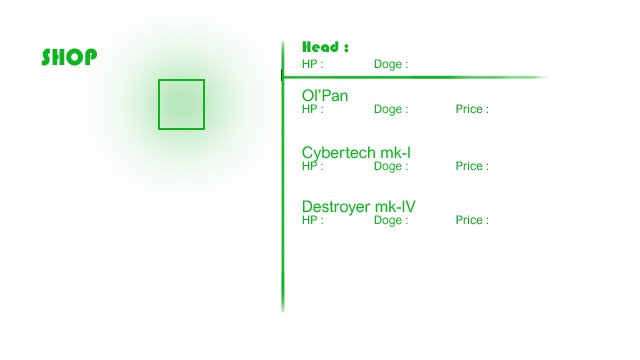 SHOP
Head :
HP : Doge :
Ol'Pan
HP : Doge : Price :
Cybertech mk-I
HP : Doge : Price :
Destroyer mk-IV
HP : Doge : Price :